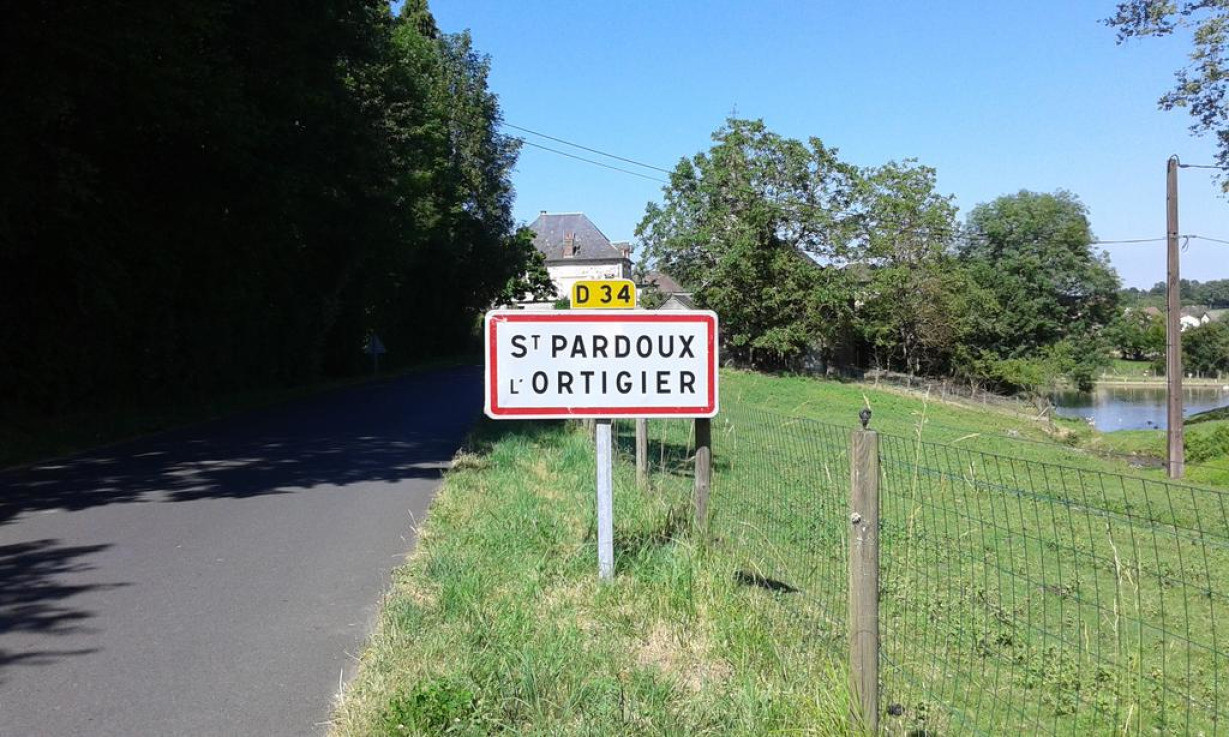 D 34
ST PARDOUX
L'ORTIGIER